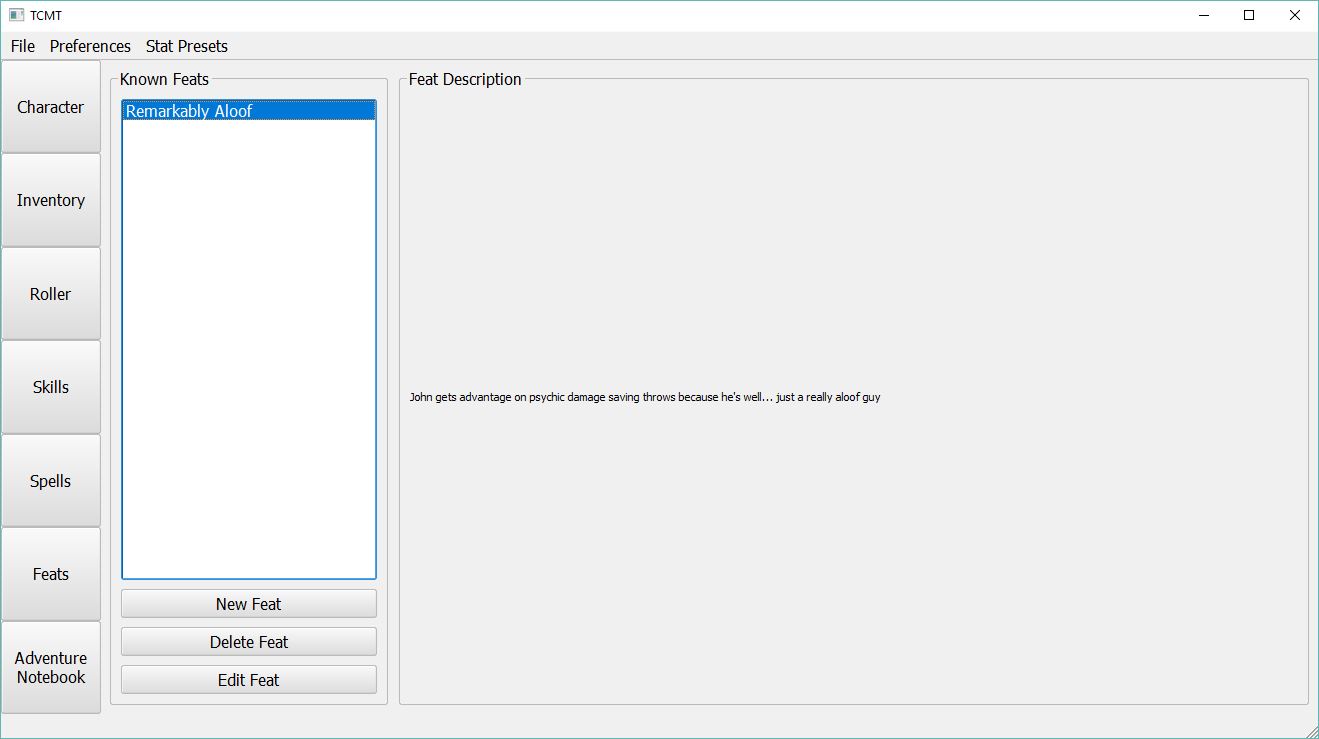 TCMT
File Preferences Stat Presets
Character
Inventory
Roller
Skills
Spells
Feats
Adventure
Notebook
Known Feats
Remarkably Aloof
New Feat
Delete Feat
Edit Feat
Feat Description
John gets advantage on psychic damage saving throws because he's well... just a really aloof guy